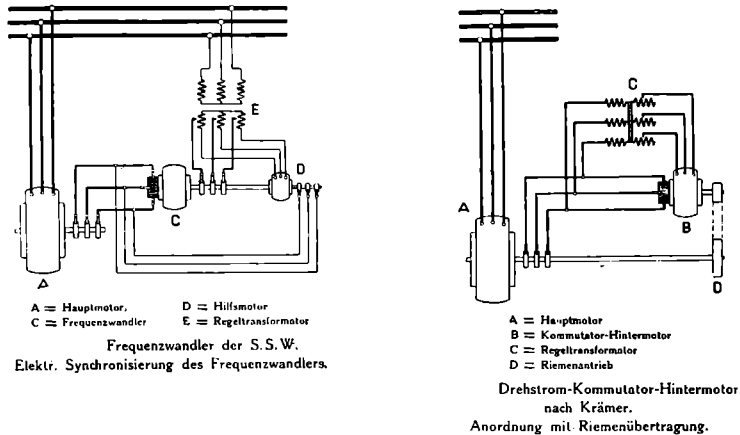 E
D
C
A
A = Hauptmotor,
D = Hilfsmotor
C = Frequenzwandler
E = Regeltransformator
Frequenzwandler der S.S.W.
Elektr. Synchronisierung des Frequenzwandlers.
C
A
B
D
A = Hauptmotor
B = Kommutator-Hintermotor
C = Regeltransformator
D = Riemenantrieb
Drehstrom-Kommutator-Hintermotor
nach Krämer.
Anordnung mit Riemenübertragung.